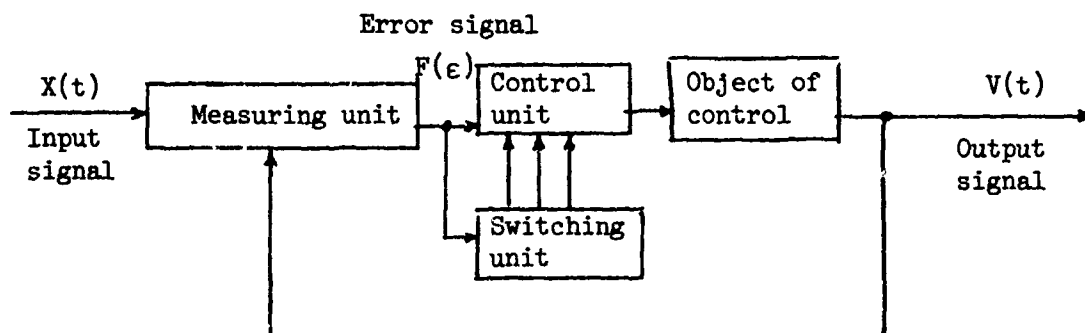 Error signal
X(t)
F(ε)
V(t)
Input
signal
Measuring unit
Control
unit
Object of
control
Output
signal
Switching
unit